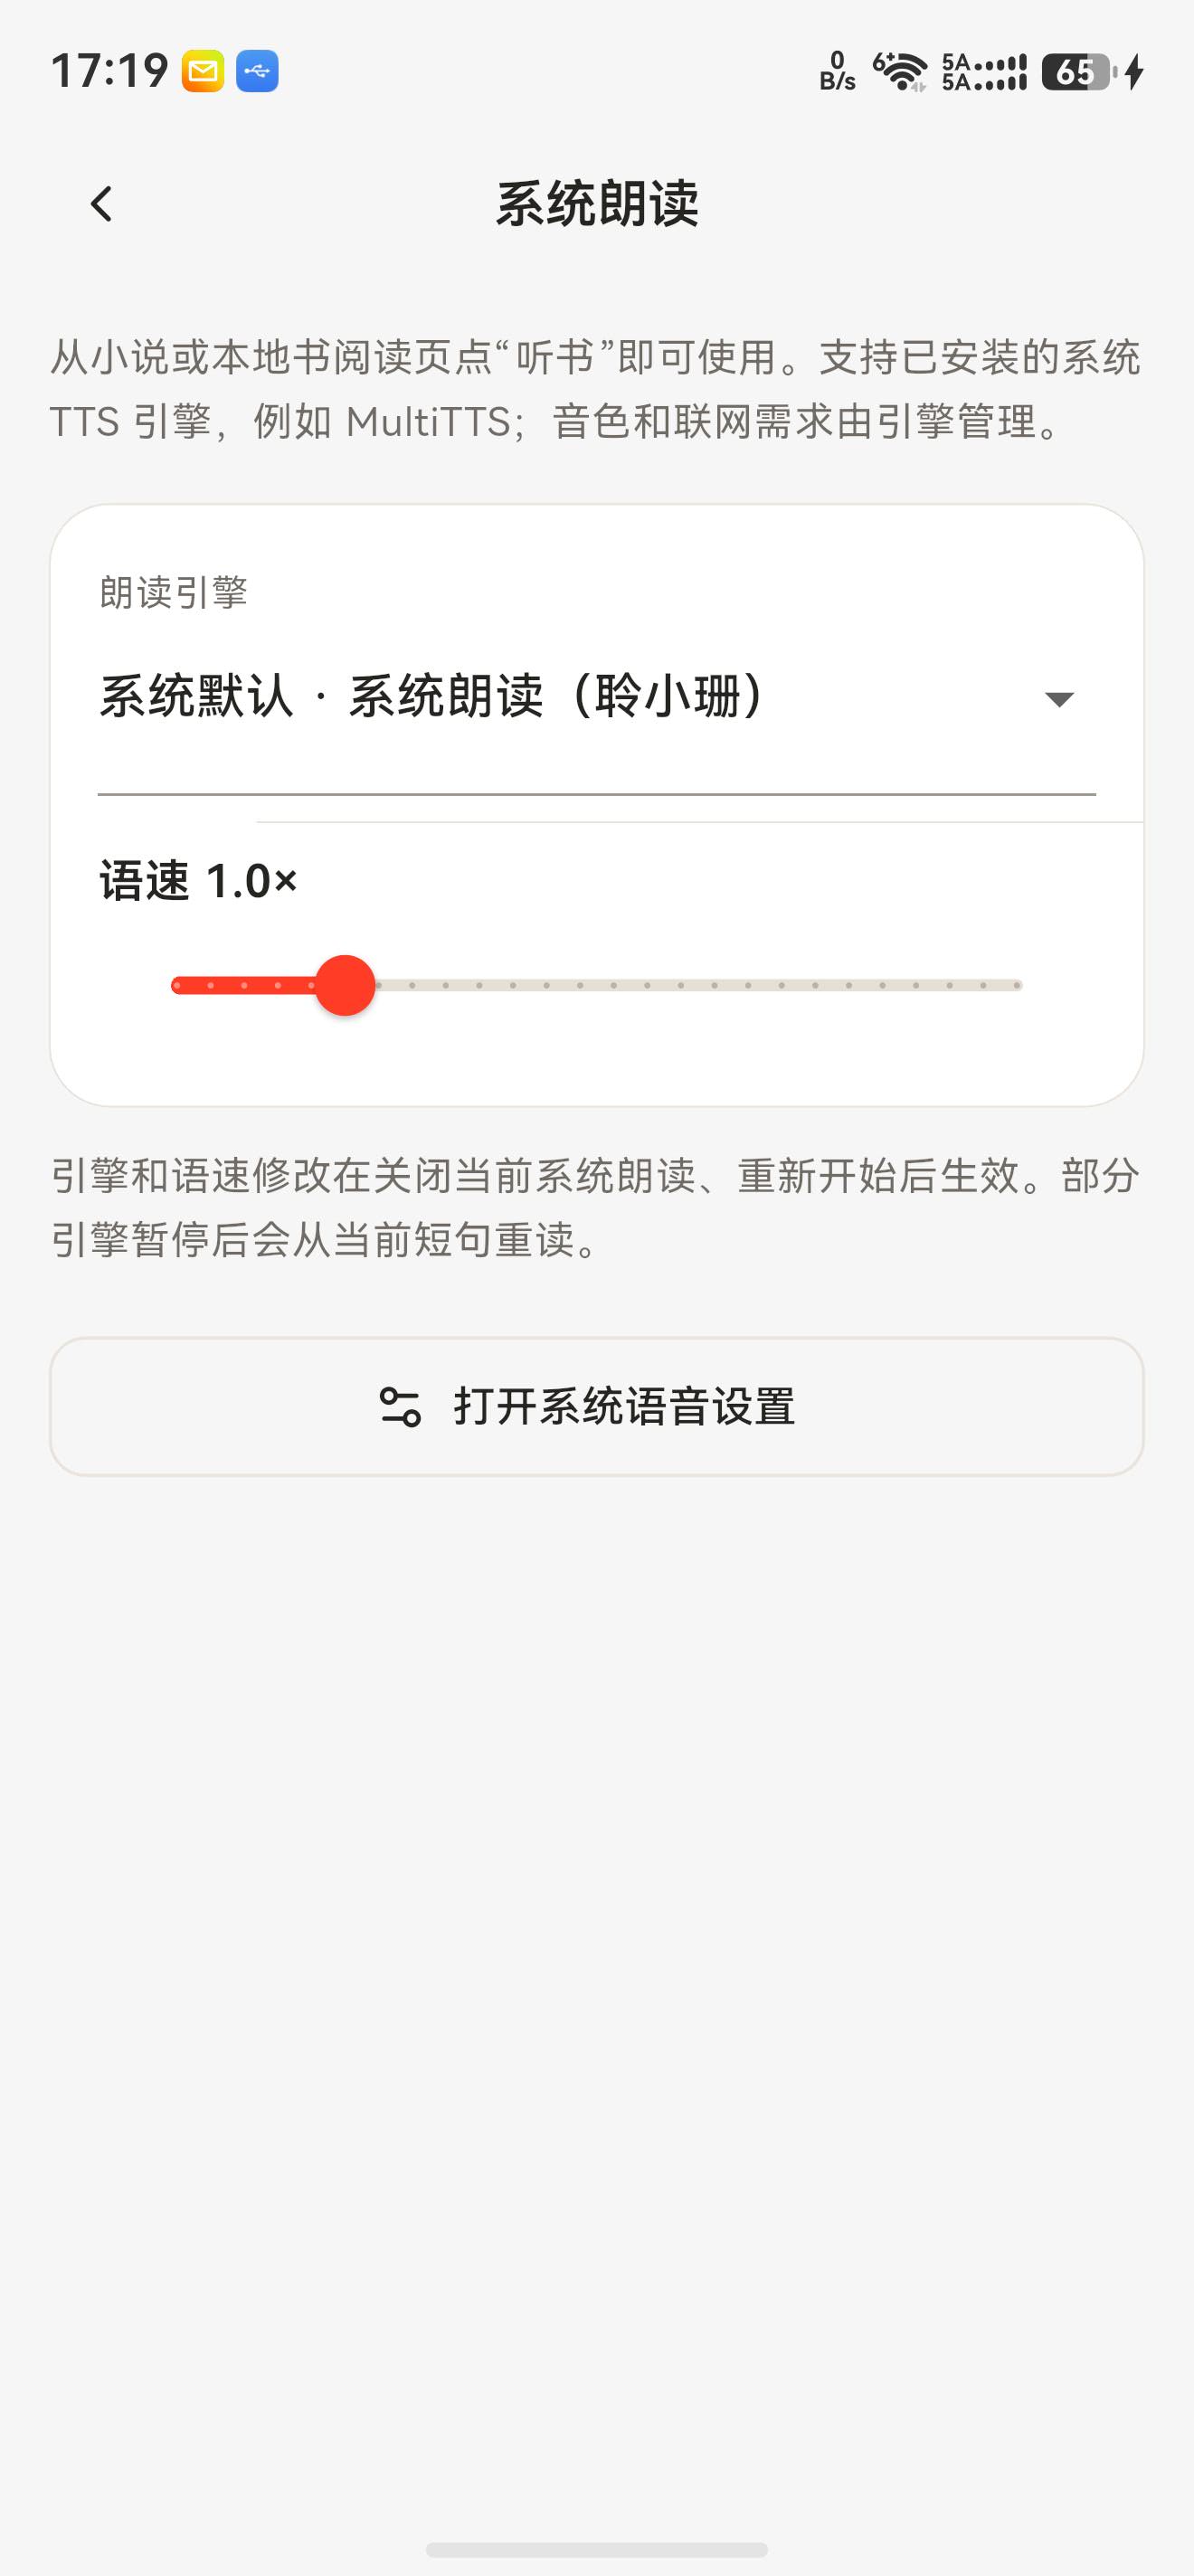 17:19
0 B/s
6+
5A
5A
65
系统朗读
从小说或本地书阅读页点“听书”即可使用。支持已安装的系统
TTS 引擎，例如 MultiTTS；音色和联网需求由引擎管理。
朗读引擎
系统默认 · 系统朗读（聆小珊）
语速 1.0×
引擎和语速修改在关闭当前系统朗读、重新开始后生效。部分
引擎暂停后会从当前短句重读。
打开系统语音设置